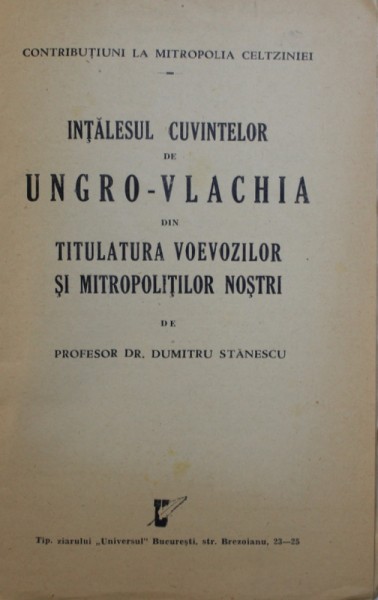 CONTRIBUȚIUNI LA MITROPOLIA CELTZINIEI
INȚĂLESUL CUVINTELOR
DE
UNGRO-VLACHIA
DIN
TITULATURA VOEVOZILOR
ȘI MITROPOLIȚILOR NOȘTRI
DE
PROFESOR DR. DUMITRU STĂNESCU
Tip. ziarului „Universul” București, str. Brezoianu, 23—25